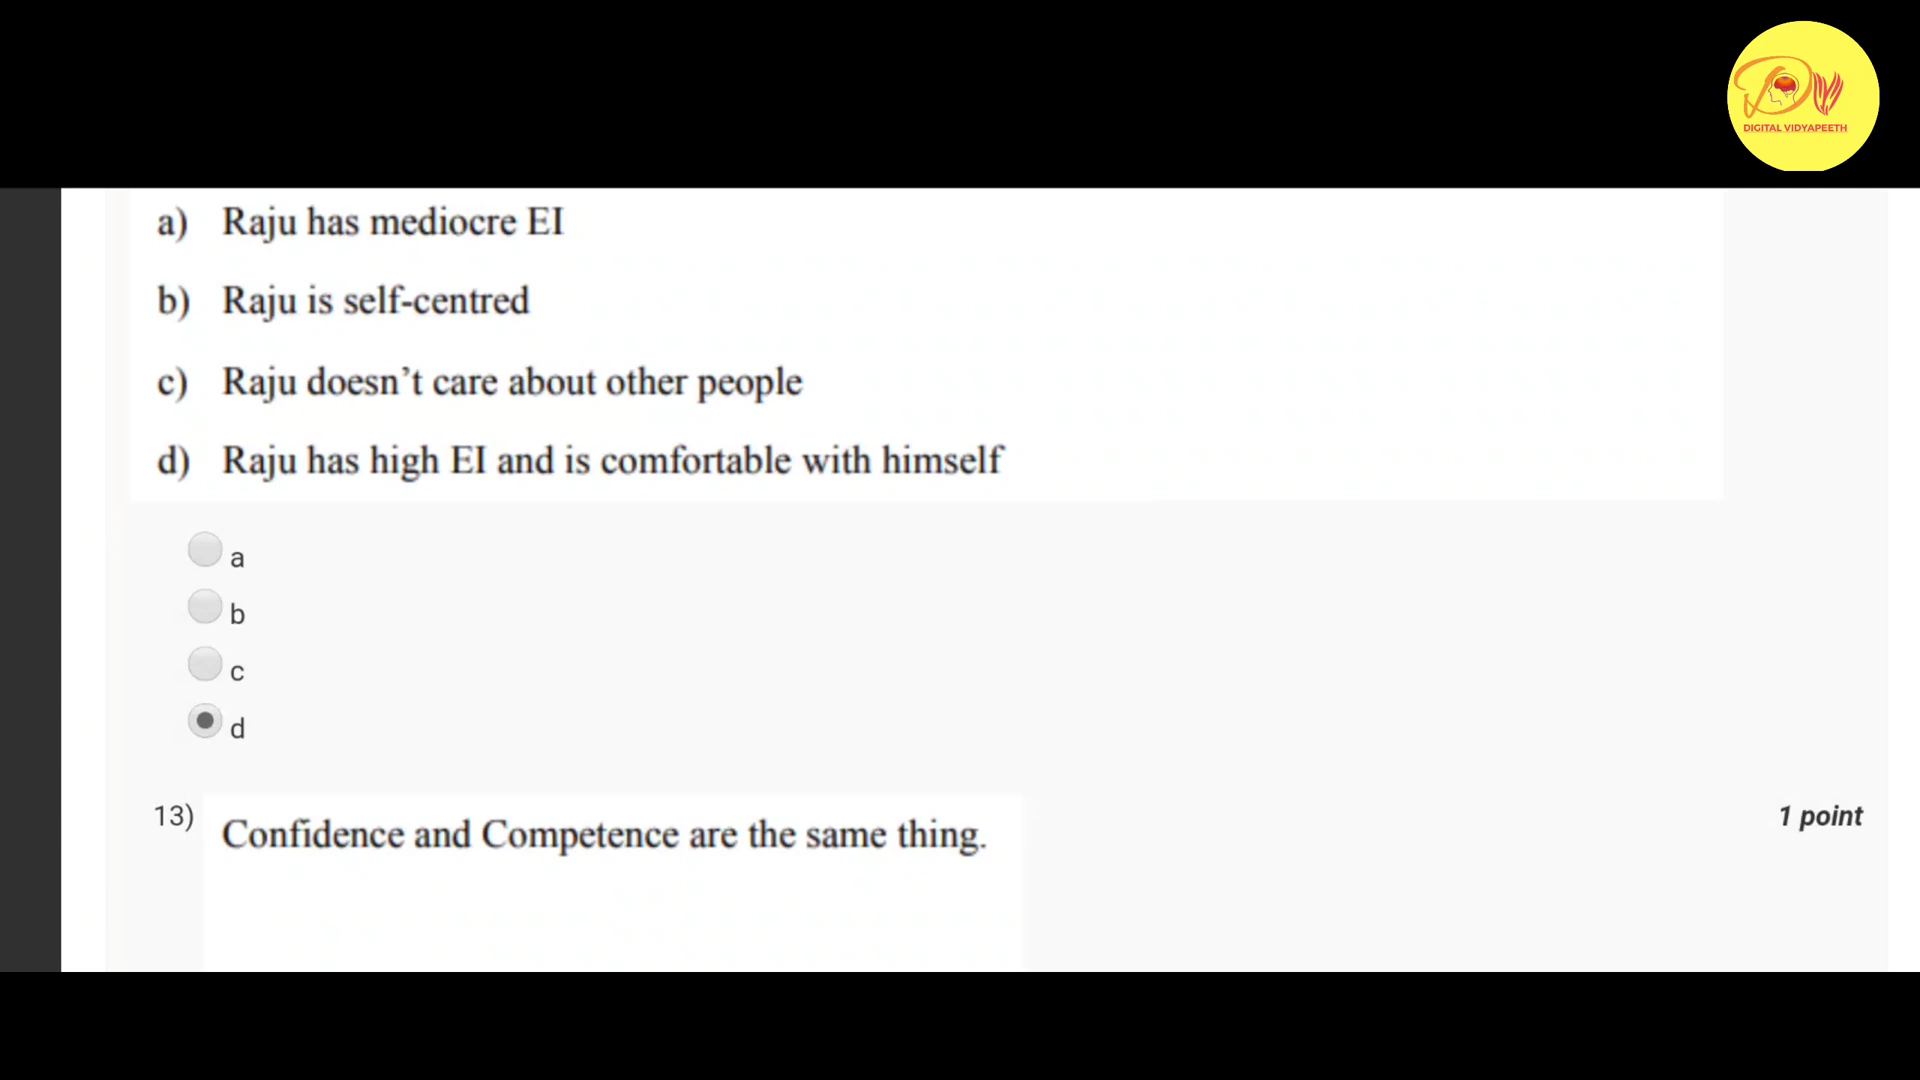 DV
DIGITAL VIDYAPEETH
a) Raju has mediocre EI
b) Raju is self-centred
c) Raju doesn’t care about other people
d) Raju has high EI and is comfortable with himself
a
b
c
d
13) Confidence and Competence are the same thing.
1 point